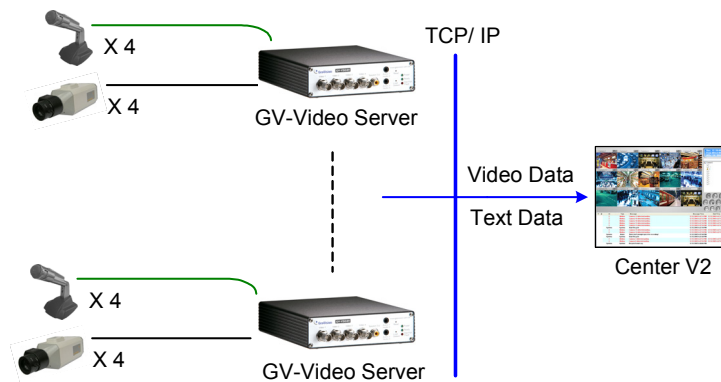 X 4
TCP/ IP
X 4
GV-Video Server
Video Data
Text Data
Center V2
X 4
X 4
GV-Video Server